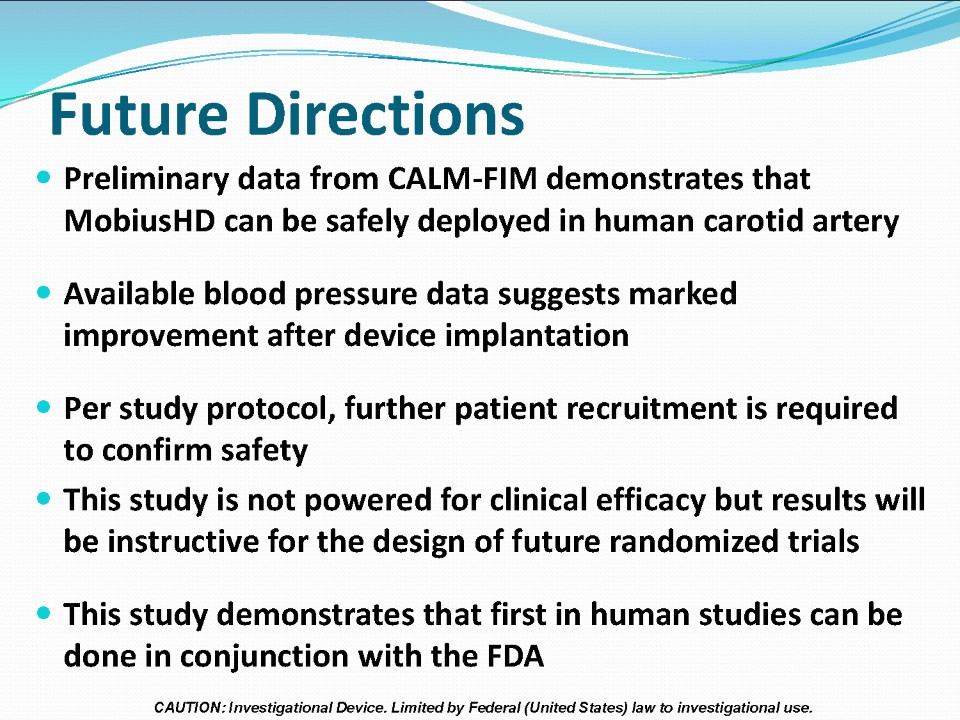 Future Directions
• Preliminary data from CALM-FIM demonstrates that
MobiusHD can be safely deployed in human carotid artery
• Available blood pressure data suggests marked
improvement after device implantation
• Per study protocol, further patient recruitment is required
to confirm safety
• This study is not powered for clinical efficacy but results will
be instructive for the design of future randomized trials
• This study demonstrates that first in human studies can be
done in conjunction with the FDA
CAUTION: Investigational Device. Limited by Federal (United States) law to investigational use.